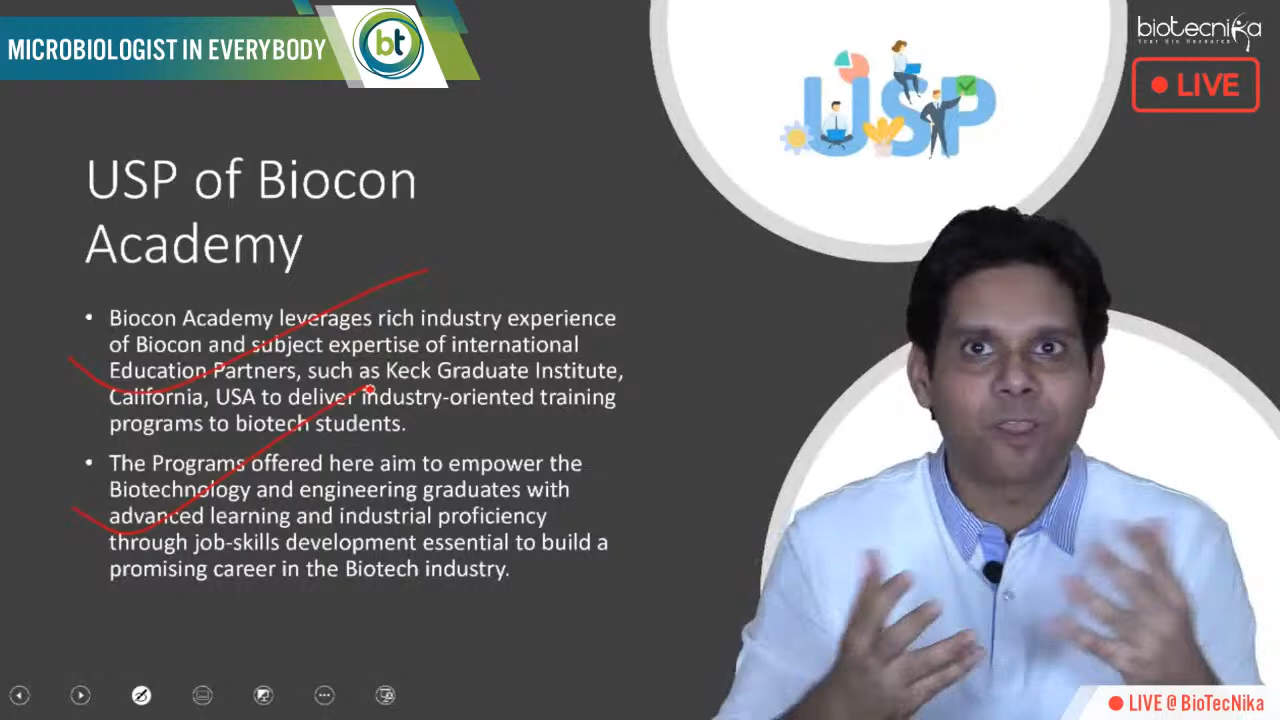 MICROBIOLOGIST IN EVERYBODY
bt
biotecnika
Your Bio Resource
LIVE
USP
USP of Biocon
Academy
• Biocon Academy leverages rich industry experience
of Biocon and subject expertise of international
Education Partners, such as Keck Graduate Institute,
California, USA to deliver industry-oriented training
programs to biotech students.
• The Programs offered here aim to empower the
Biotechnology and engineering graduates with
advanced learning and industrial proficiency
through job-skills development essential to build a
promising career in the Biotech industry.
LIVE @ BioTecNika